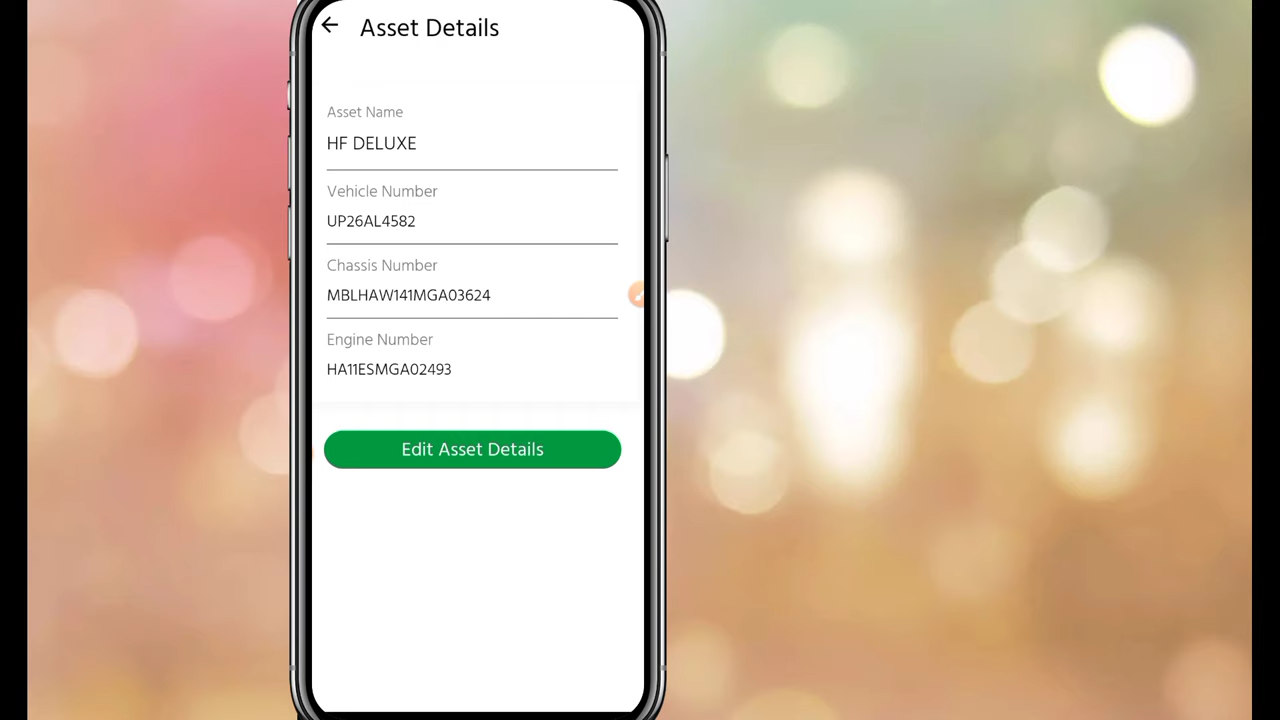 Asset Details
Asset Name
HF DELUXE
Vehicle Number
UP26AL4582
Chassis Number
MBLHAW141MGA03624
Engine Number
HA11ESMGA02493
Edit Asset Details